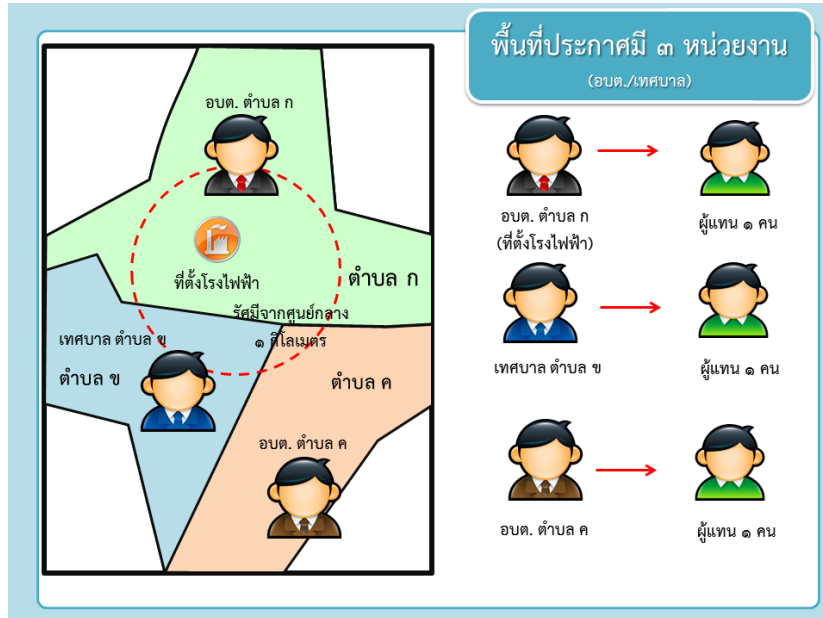 พื้นที่ประกาศมี ๓ หน่วยงาน
(อบต./เทศบาล)
อบต. ตำบล ก
ที่ตั้งโรงไฟฟ้า
ตำบล ก
รัศมีจากศูนย์กลาง
๑ กิโลเมตร
เทศบาล ตำบล ข
ตำบล ข
ตำบล ค
อบต. ตำบล ค
อบต. ตำบล ก
(ที่ตั้งโรงไฟฟ้า)
ผู้แทน ๑ คน
เทศบาล ตำบล ข
ผู้แทน ๑ คน
อบต. ตำบล ค
ผู้แทน ๑ คน